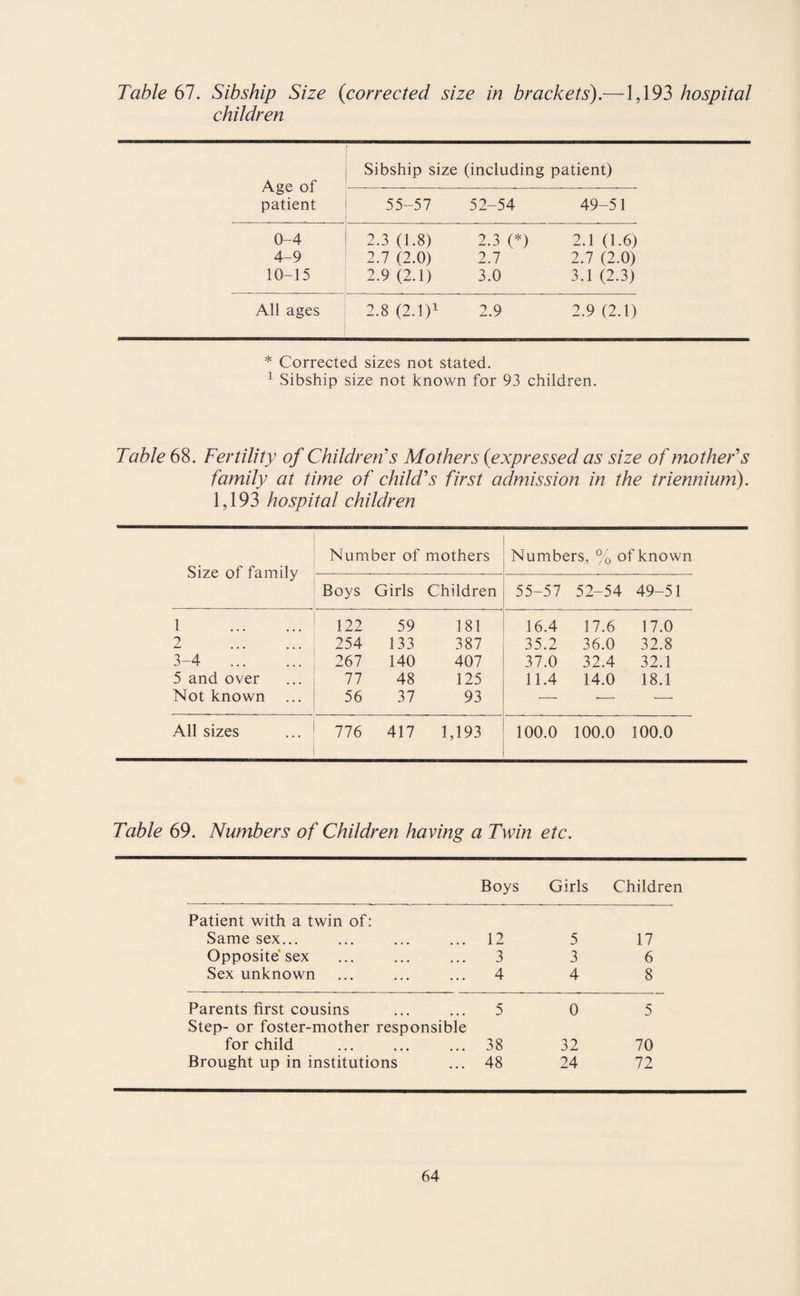 Table 67. Sibship Size (corrected size in brackets).—1,193 hospital
children
Age of
patient
Sibship size (including patient)
55-57 52-54 49-51
0-4 2.3 (1.8) 2.3 (*) 2.1 (1.6)
4-9 2.7 (2.0) 2.7 2.7 (2.0)
10-15 2.9 (2.1) 3.0 3.1 (2.3)
All ages 2.8 (2.1)¹ 2.9 2.9 (2.1)
* Corrected sizes not stated.
¹ Sibship size not known for 93 children.
Table 68. Fertility of Children's Mothers (expressed as size of mother's
family at time of child's first admission in the triennium).
1,193 hospital children
Size of family
Number of mothers Numbers, % of known
Boys Girls Children 55-57 52-54 49-51
1 ... ... 122 59 181 16.4 17.6 17.0
2 ... ... 254 133 387 35.2 36.0 32.8
3-4 ... ... 267 140 407 37.0 32.4 32.1
5 and over ... 77 48 125 11.4 14.0 18.1
Not known ... 56 37 93 — — —
All sizes ... 776 417 1,193 100.0 100.0 100.0
Table 69. Numbers of Children having a Twin etc.
Boys Girls Children
Patient with a twin of:
Same sex... ... ... ... 12 5 17
Opposite sex ... ... ... 3 3 6
Sex unknown ... ... ... 4 4 8
Parents first cousins ... ... 5 0 5
Step- or foster-mother responsible
for child ... ... ... 38 32 70
Brought up in institutions ... 48 24 72
64